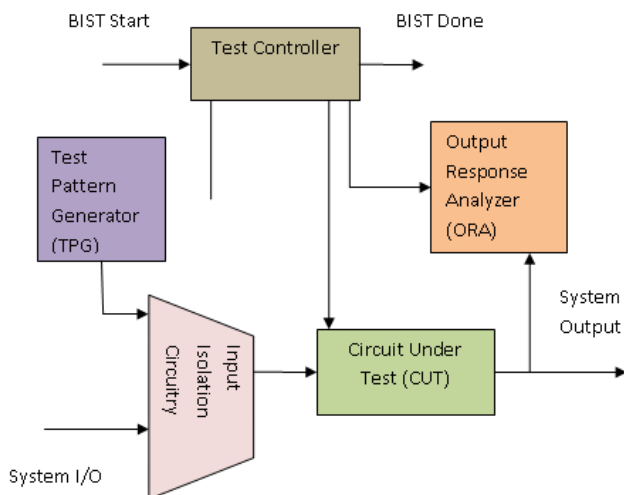 BIST Start
BIST Done
Test Controller
Test
Pattern
Generator
(TPG)
Output
Response
Analyzer
(ORA)
System
Output
Input
Isolation
Circuitry
Circuit Under
Test (CUT)
System I/O